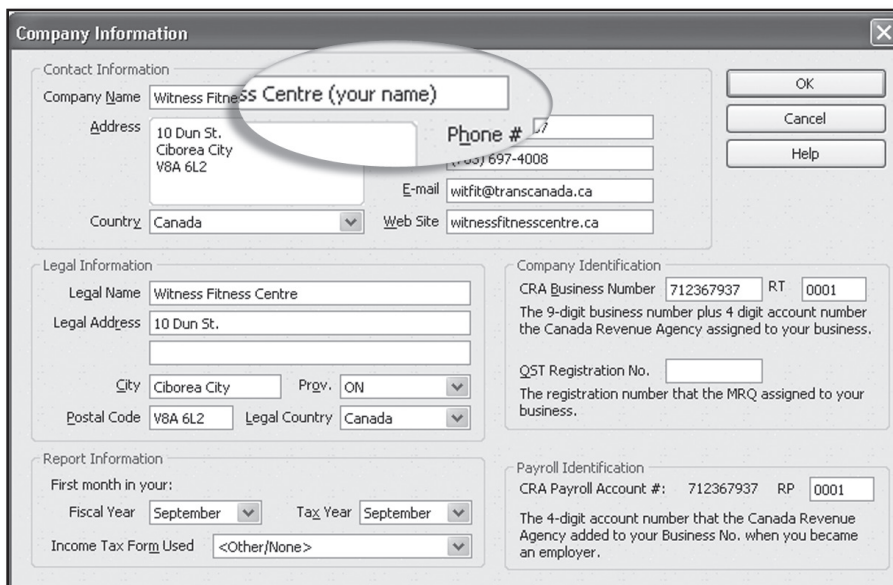 Company Information
Contact Information
Company Name Witness Fitness Centre (your name)
Address
10 Dun St.
Ciborea City
V8A 6L2
Phone # 7
697-4008
E-mail witfit@transcanada.ca
Country Canada
Web Site witnessfitnesscentre.ca
OK
Cancel
Help
Legal Information
Legal Name Witness Fitness Centre
Legal Address 10 Dun St.
City Ciborea City Prov. ON
Postal Code V8A 6L2 Legal Country Canada
Company Identification
CRA Business Number 712367937 RT 0001
The 9-digit business number plus 4 digit account number
the Canada Revenue Agency assigned to your business.
QST Registration No.
The registration number that the MRQ assigned to your
business.
Report Information
First month in your:
Fiscal Year September Tax Year September
Income Tax Form Used <Other/None>
Payroll Identification
CRA Payroll Account #: 712367937 RP 0001
The 4-digit account number that the Canada Revenue
Agency added to your Business No. when you became
an employer.